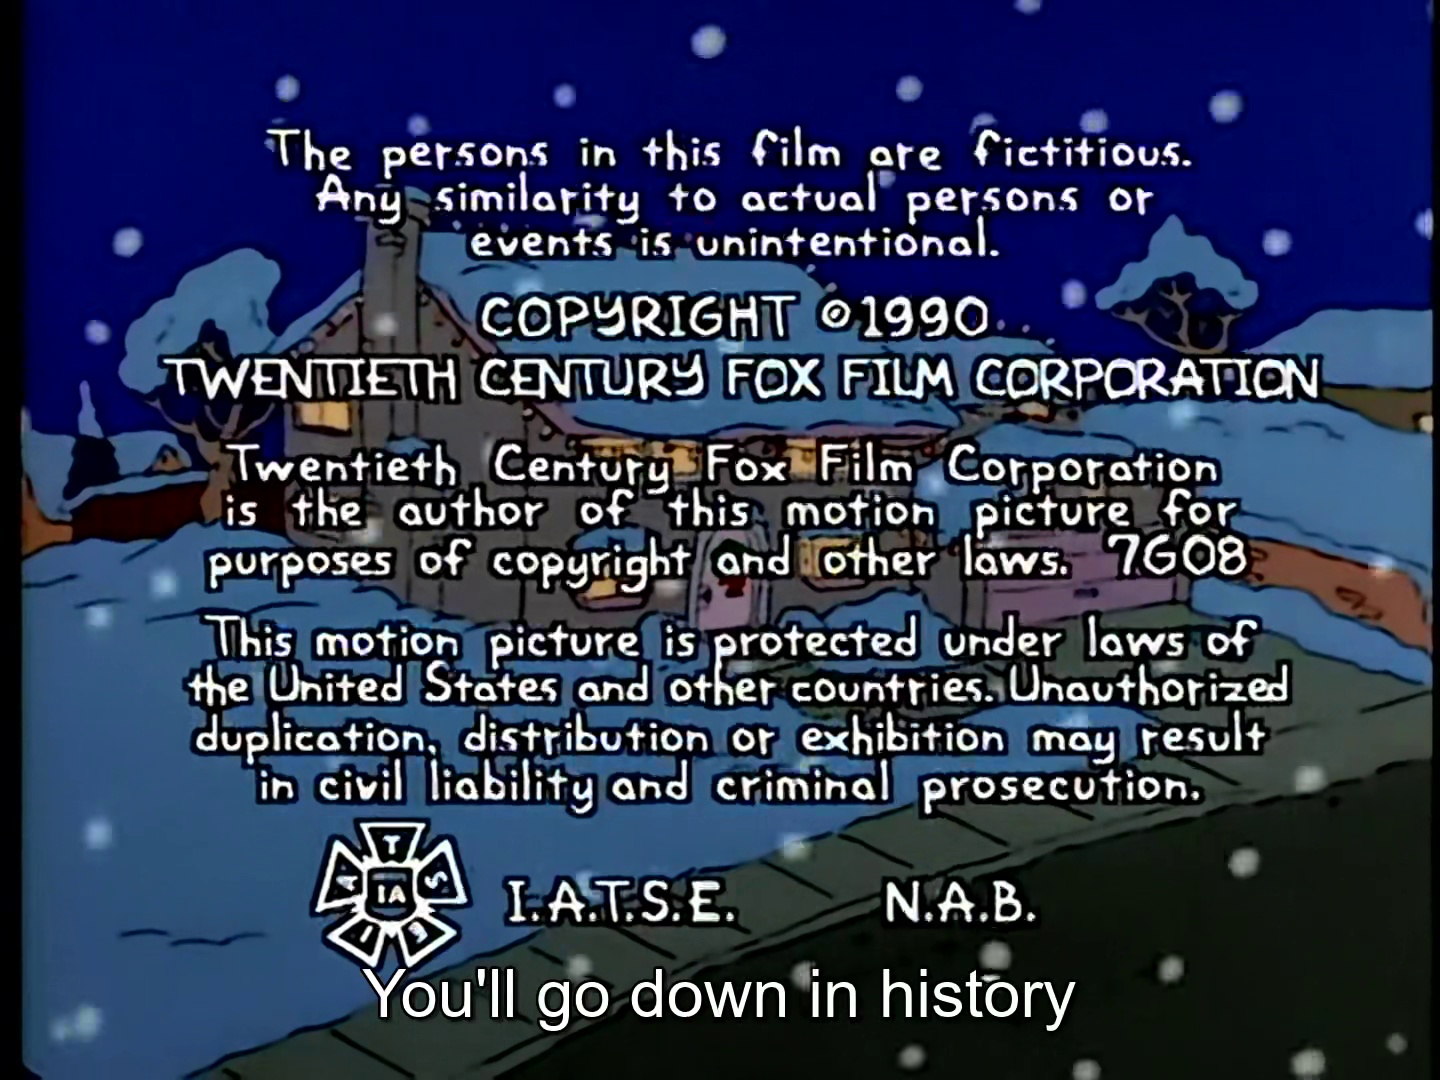 The persons in this film are fictitious.
Any similarity to actual persons or
events is unintentional.
COPYRIGHT ©1990
TWENTIETH CENTURY FOX FILM CORPORATION
Twentieth Century Fox Film Corporation
is the author of this motion picture for
purposes of copyright and other laws. 7G08
This motion picture is protected under laws of
the United States and other countries. Unauthorized
duplication, distribution or exhibition may result
in civil liability and criminal prosecution.
IATSE
I.A.T.S.E. N.A.B.
You'll go down in history